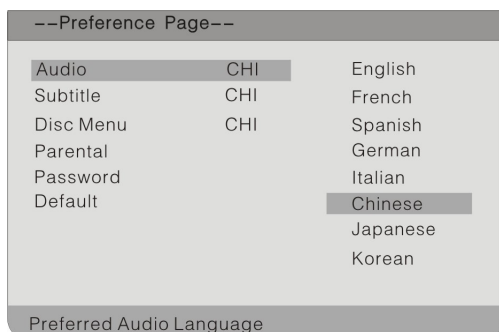 --Preference Page--
Audio CHI
Subtitle CHI
Disc Menu CHI
Parental
Password
Default
English
French
Spanish
German
Italian
Chinese
Japanese
Korean
Preferred Audio Language